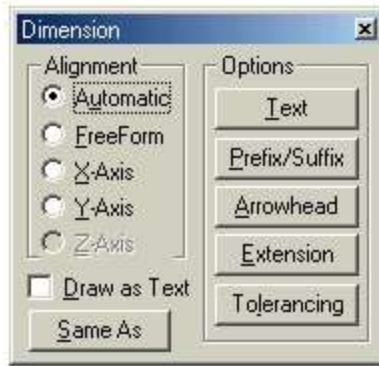 Dimension
Alignment
Automatic
FreeForm
X-Axis
Y-Axis
Z-Axis
Draw as Text
Same As
Options
Text
Prefix/Suffix
Arrowhead
Extension
Tolerancing